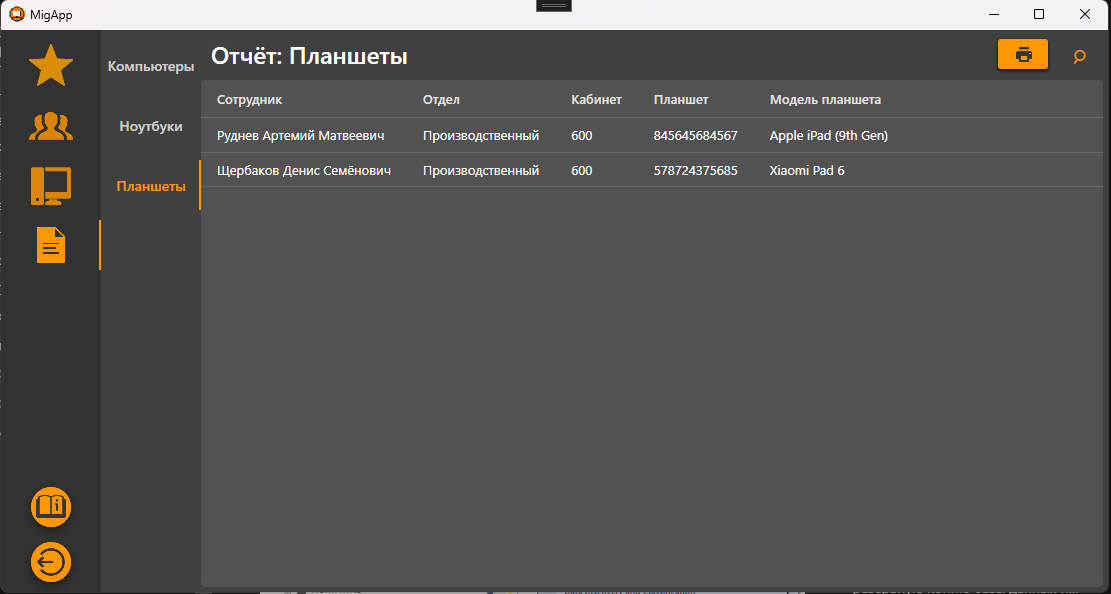 MigApp
Отчёт: Планшеты
Компьютеры
Ноутбуки
Планшеты
Сотрудник Отдел Кабинет Планшет Модель планшета
Руднев Артемий Матвеевич Производственный 600 845645684567 Apple iPad (9th Gen)
Щербаков Денис Семёнович Производственный 600 578724375685 Xiaomi Pad 6